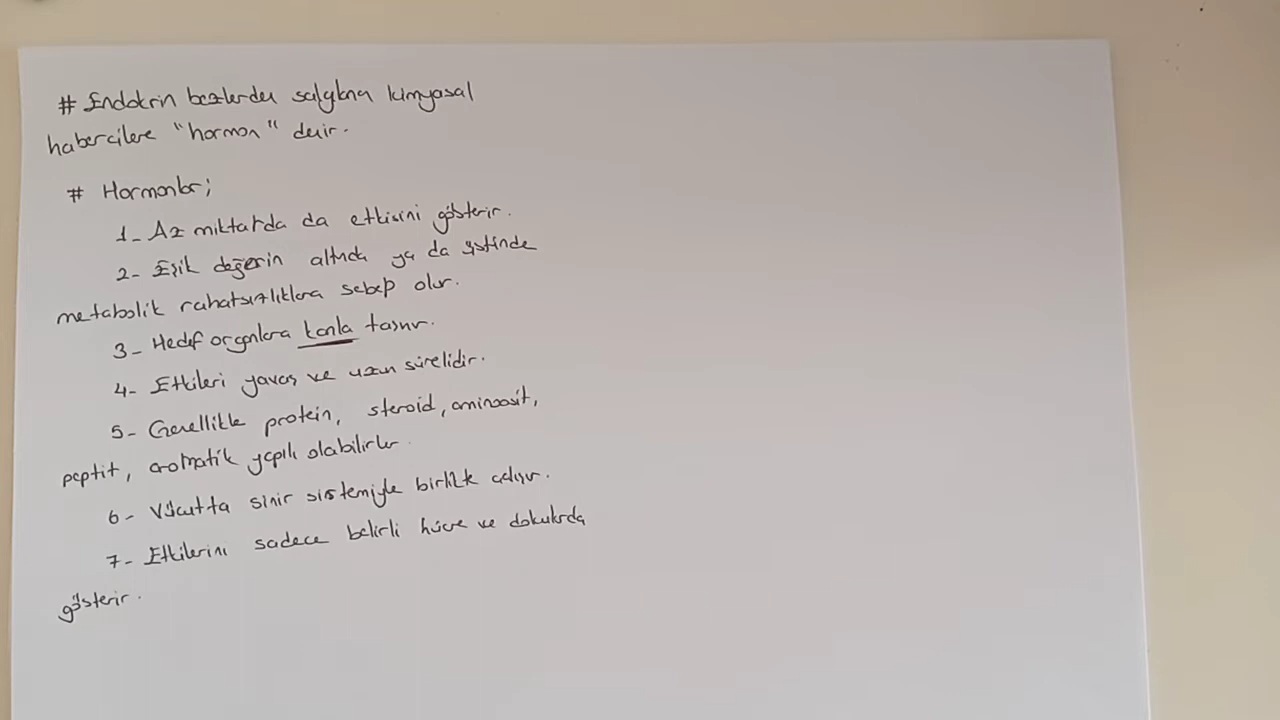 # Endokrin bezlerden salgılanan kimyasal
habercilere "hormon" denir.
# Hormonlar;
1- Az miktarda da etkisini gösterir.
2- Eşik değerin altında ya da üstünde
metabolik rahatsızlıklara sebep olur.
3- Hedef organlara kanla taşınır.
4- Etkileri yavaş ve uzun sürelidir.
5- Genellikle protein, steroid, aminoasit,
peptit, aromatik yapılı olabilirler.
6- Vücutta sinir sistemiyle birlikte çalışır.
7- Etkilerini sadece belirli hücre ve dokularda
gösterir.